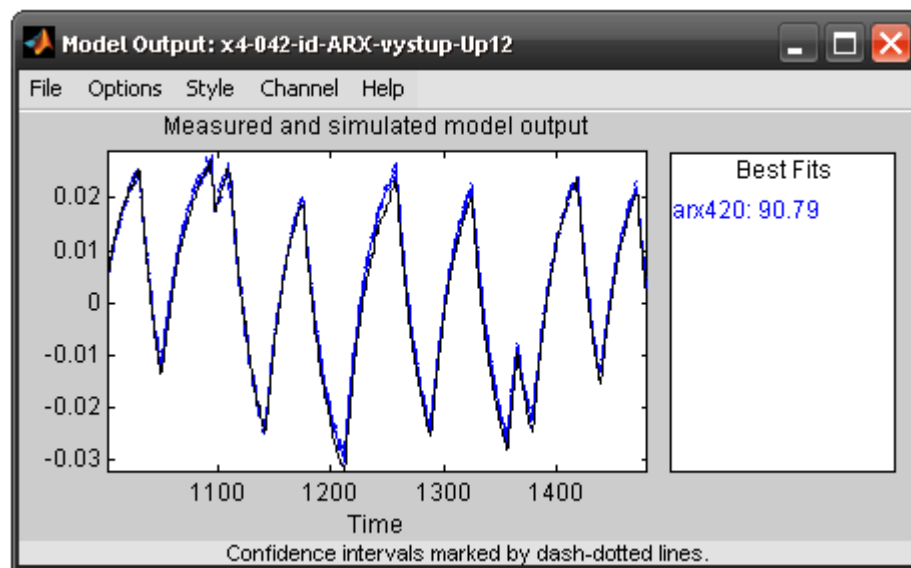 Model Output: x4-042-id-ARX-vystup-Up12
File Options Style Channel Help
Measured and simulated model output
0.02
0.01
0
-0.01
-0.02
-0.03
1100 1200 1300 1400
Time
Best Fits
arx420: 90.79
Confidence intervals marked by dash-dotted lines.